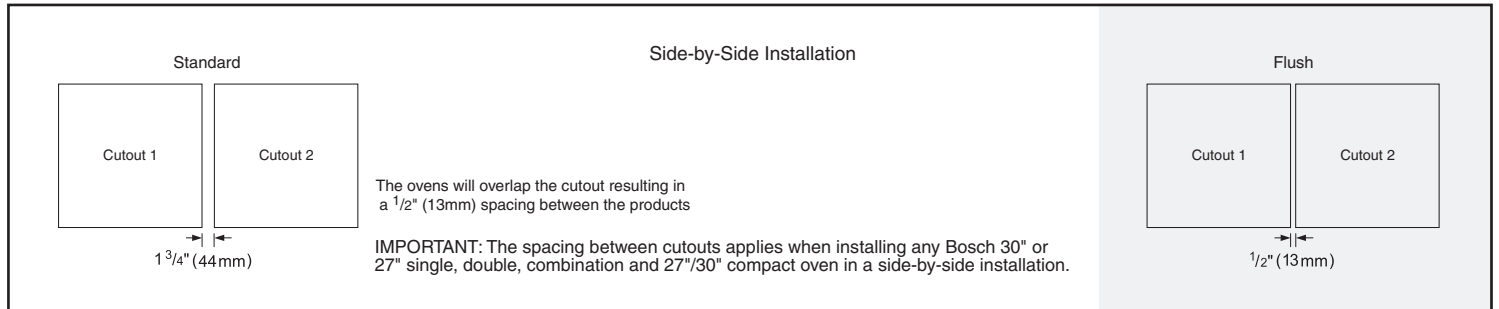 Side-by-Side Installation
Standard
Cutout 1
Cutout 2
1 3/4" (44mm)
The ovens will overlap the cutout resulting in
a 1/2" (13mm) spacing between the products
IMPORTANT: The spacing between cutouts applies when installing any Bosch 30" or
27" single, double, combination and 27"/30" compact oven in a side-by-side installation.
Flush
Cutout 1
Cutout 2
1/2" (13mm)